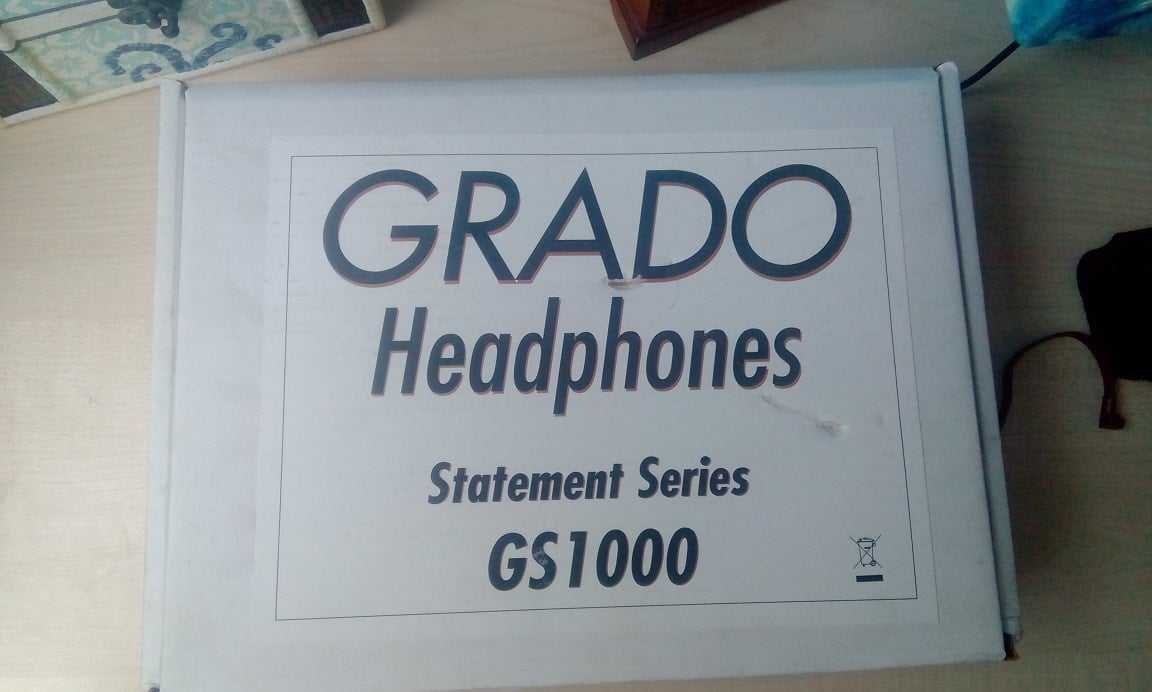 GRADO
Headphones
Statement Series
GS1000